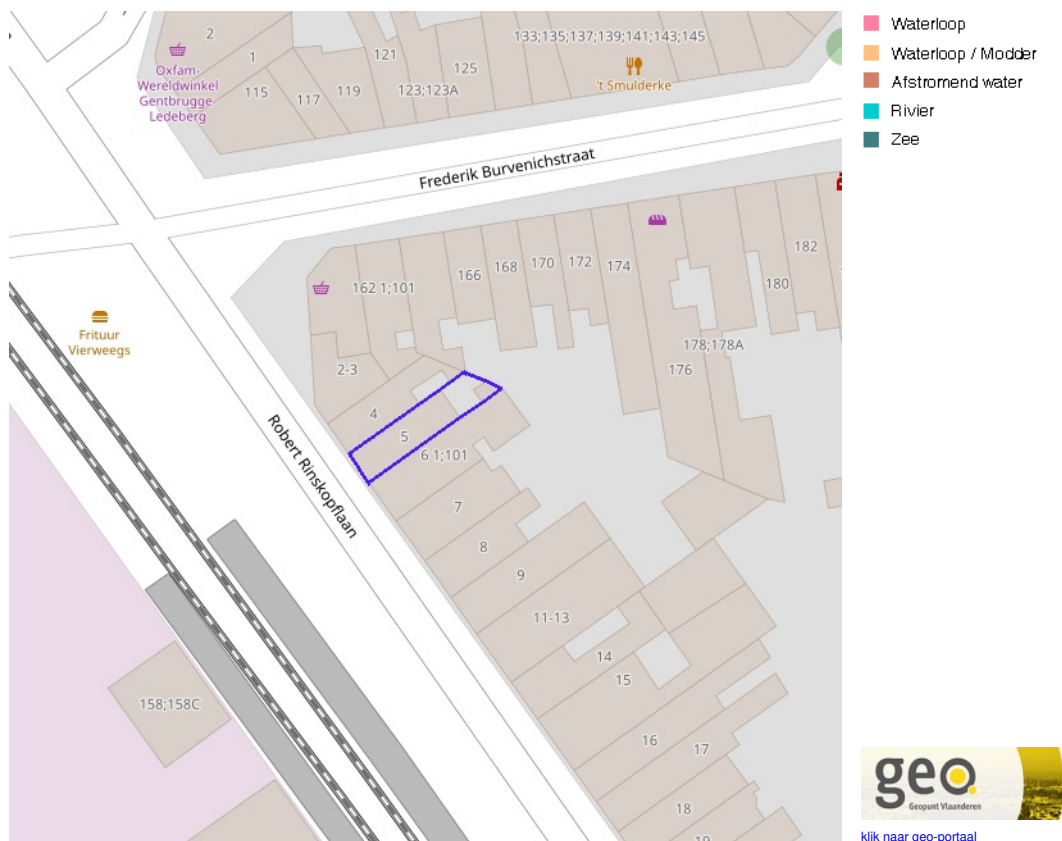 2
1
Oxfam-
Wereldwinkel
Gentbrugge-
Ledeberg
115
117
119
121
123;123A
125
133;135;137;139;141;143;145
't Smulderke
Frederik Burvenichstraat
Frituur
Vierweegs
162 1;101
166
168
170
172
174
176
178;178A
180
182
2-3
4
5
6 1;101
7
8
9
11-13
14
15
16
17
18
19
Robert Rinskopflaan
158;158C
Waterloop
Waterloop / Modder
Afstromend water
Rivier
Zee
geo.
Geopunt Vlaanderen
klik naar geo-portaal